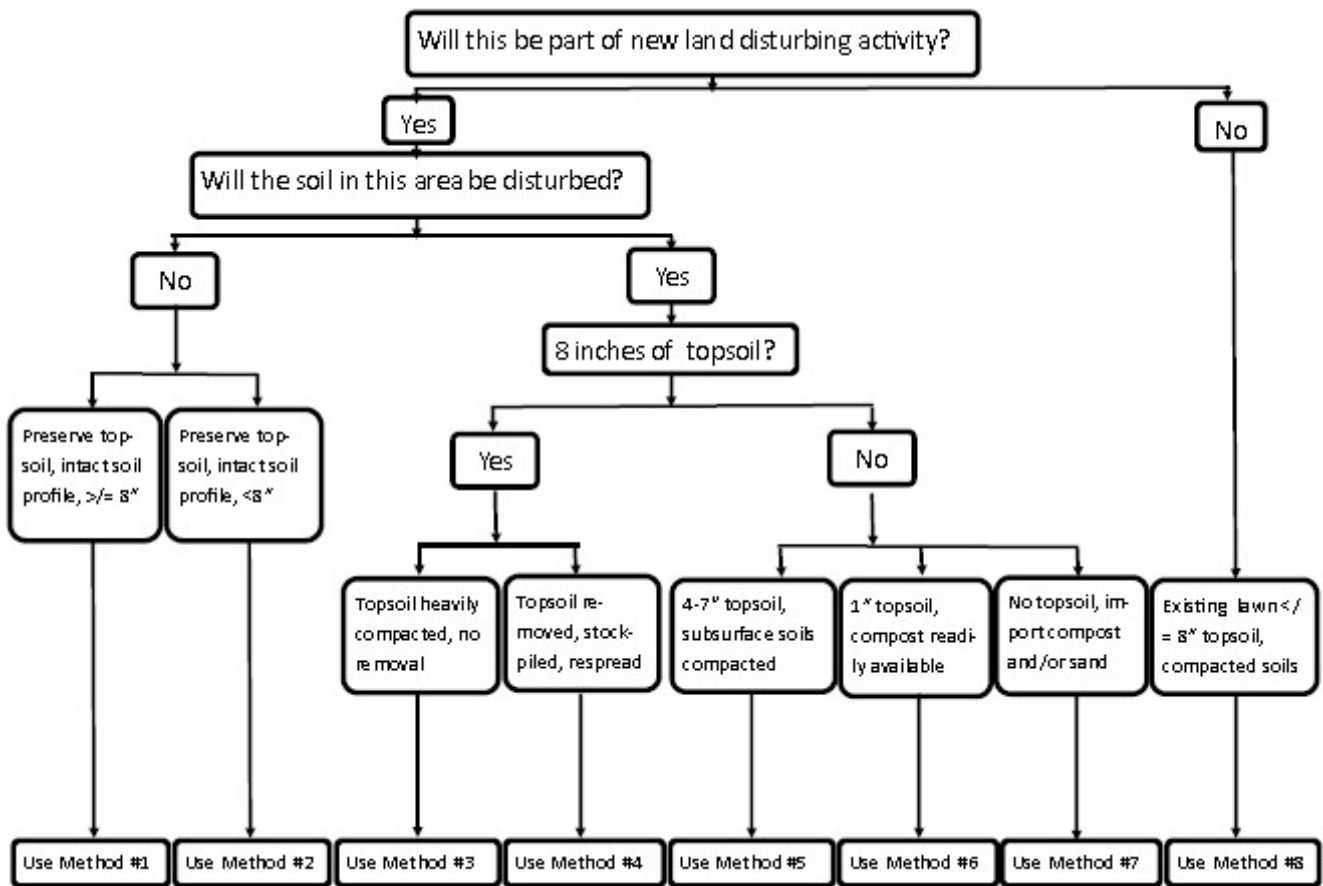 Will this be part of new land disturbing activity?
Yes
No
Will the soil in this area be disturbed?
No
Yes
8 inches of topsoil?
Yes
No
Preserve top-
soil, intact soil
profile, >/= 8"
Preserve top-
soil, intact soil
profile, <8"
Topsoil heavily
compacted, no
removal
Topsoil re-
moved, stock-
piled, respread
4-7" topsoil,
subsurface soils
compacted
1" topsoil,
compost readi-
ly available
No topsoil, im-
port compost
and/or sand
Existing lawn </
= 8" topsoil,
compacted soils
Use Method #1
Use Method #2
Use Method #3
Use Method #4
Use Method #5
Use Method #6
Use Method #7
Use Method #8